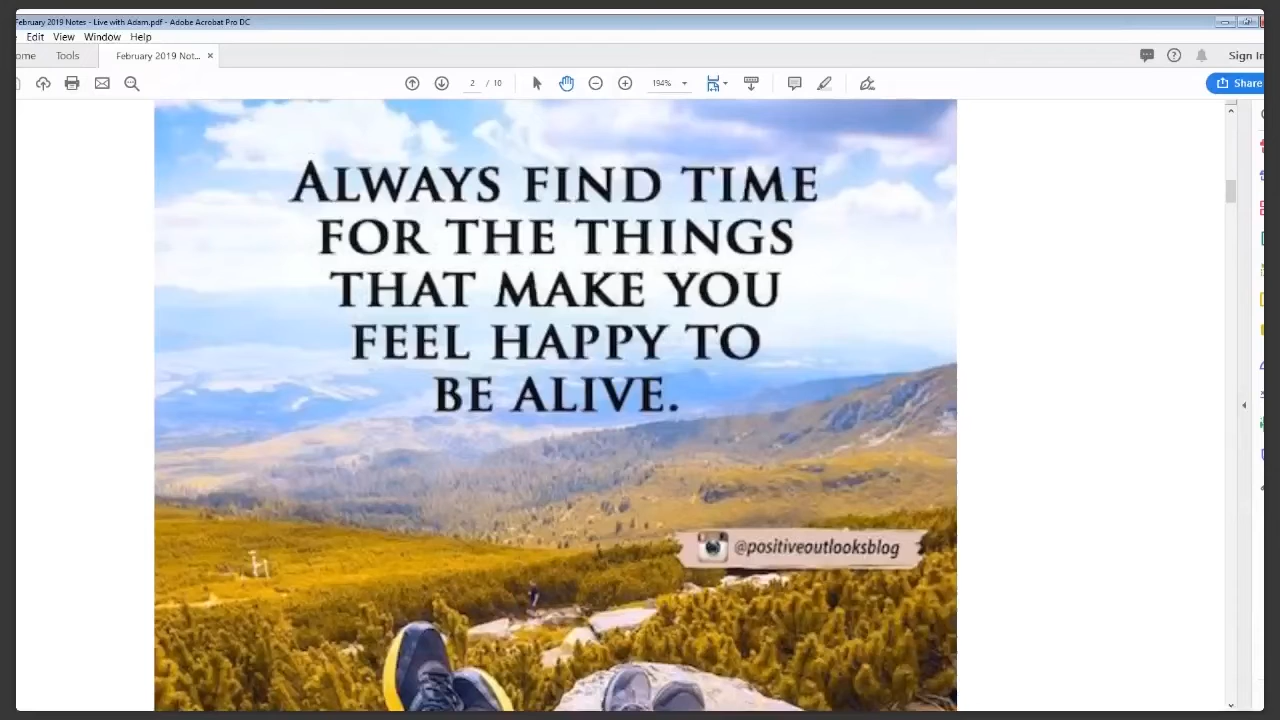 February 2019 Notes - Live with Adam.pdf - Adobe Acrobat Pro DC
Edit View Window Help
ome Tools February 2019 Not... ×
Sign In
2 / 10 194%
Share
ALWAYS FIND TIME
FOR THE THINGS
THAT MAKE YOU
FEEL HAPPY TO
BE ALIVE.
@positiveoutlooksblog